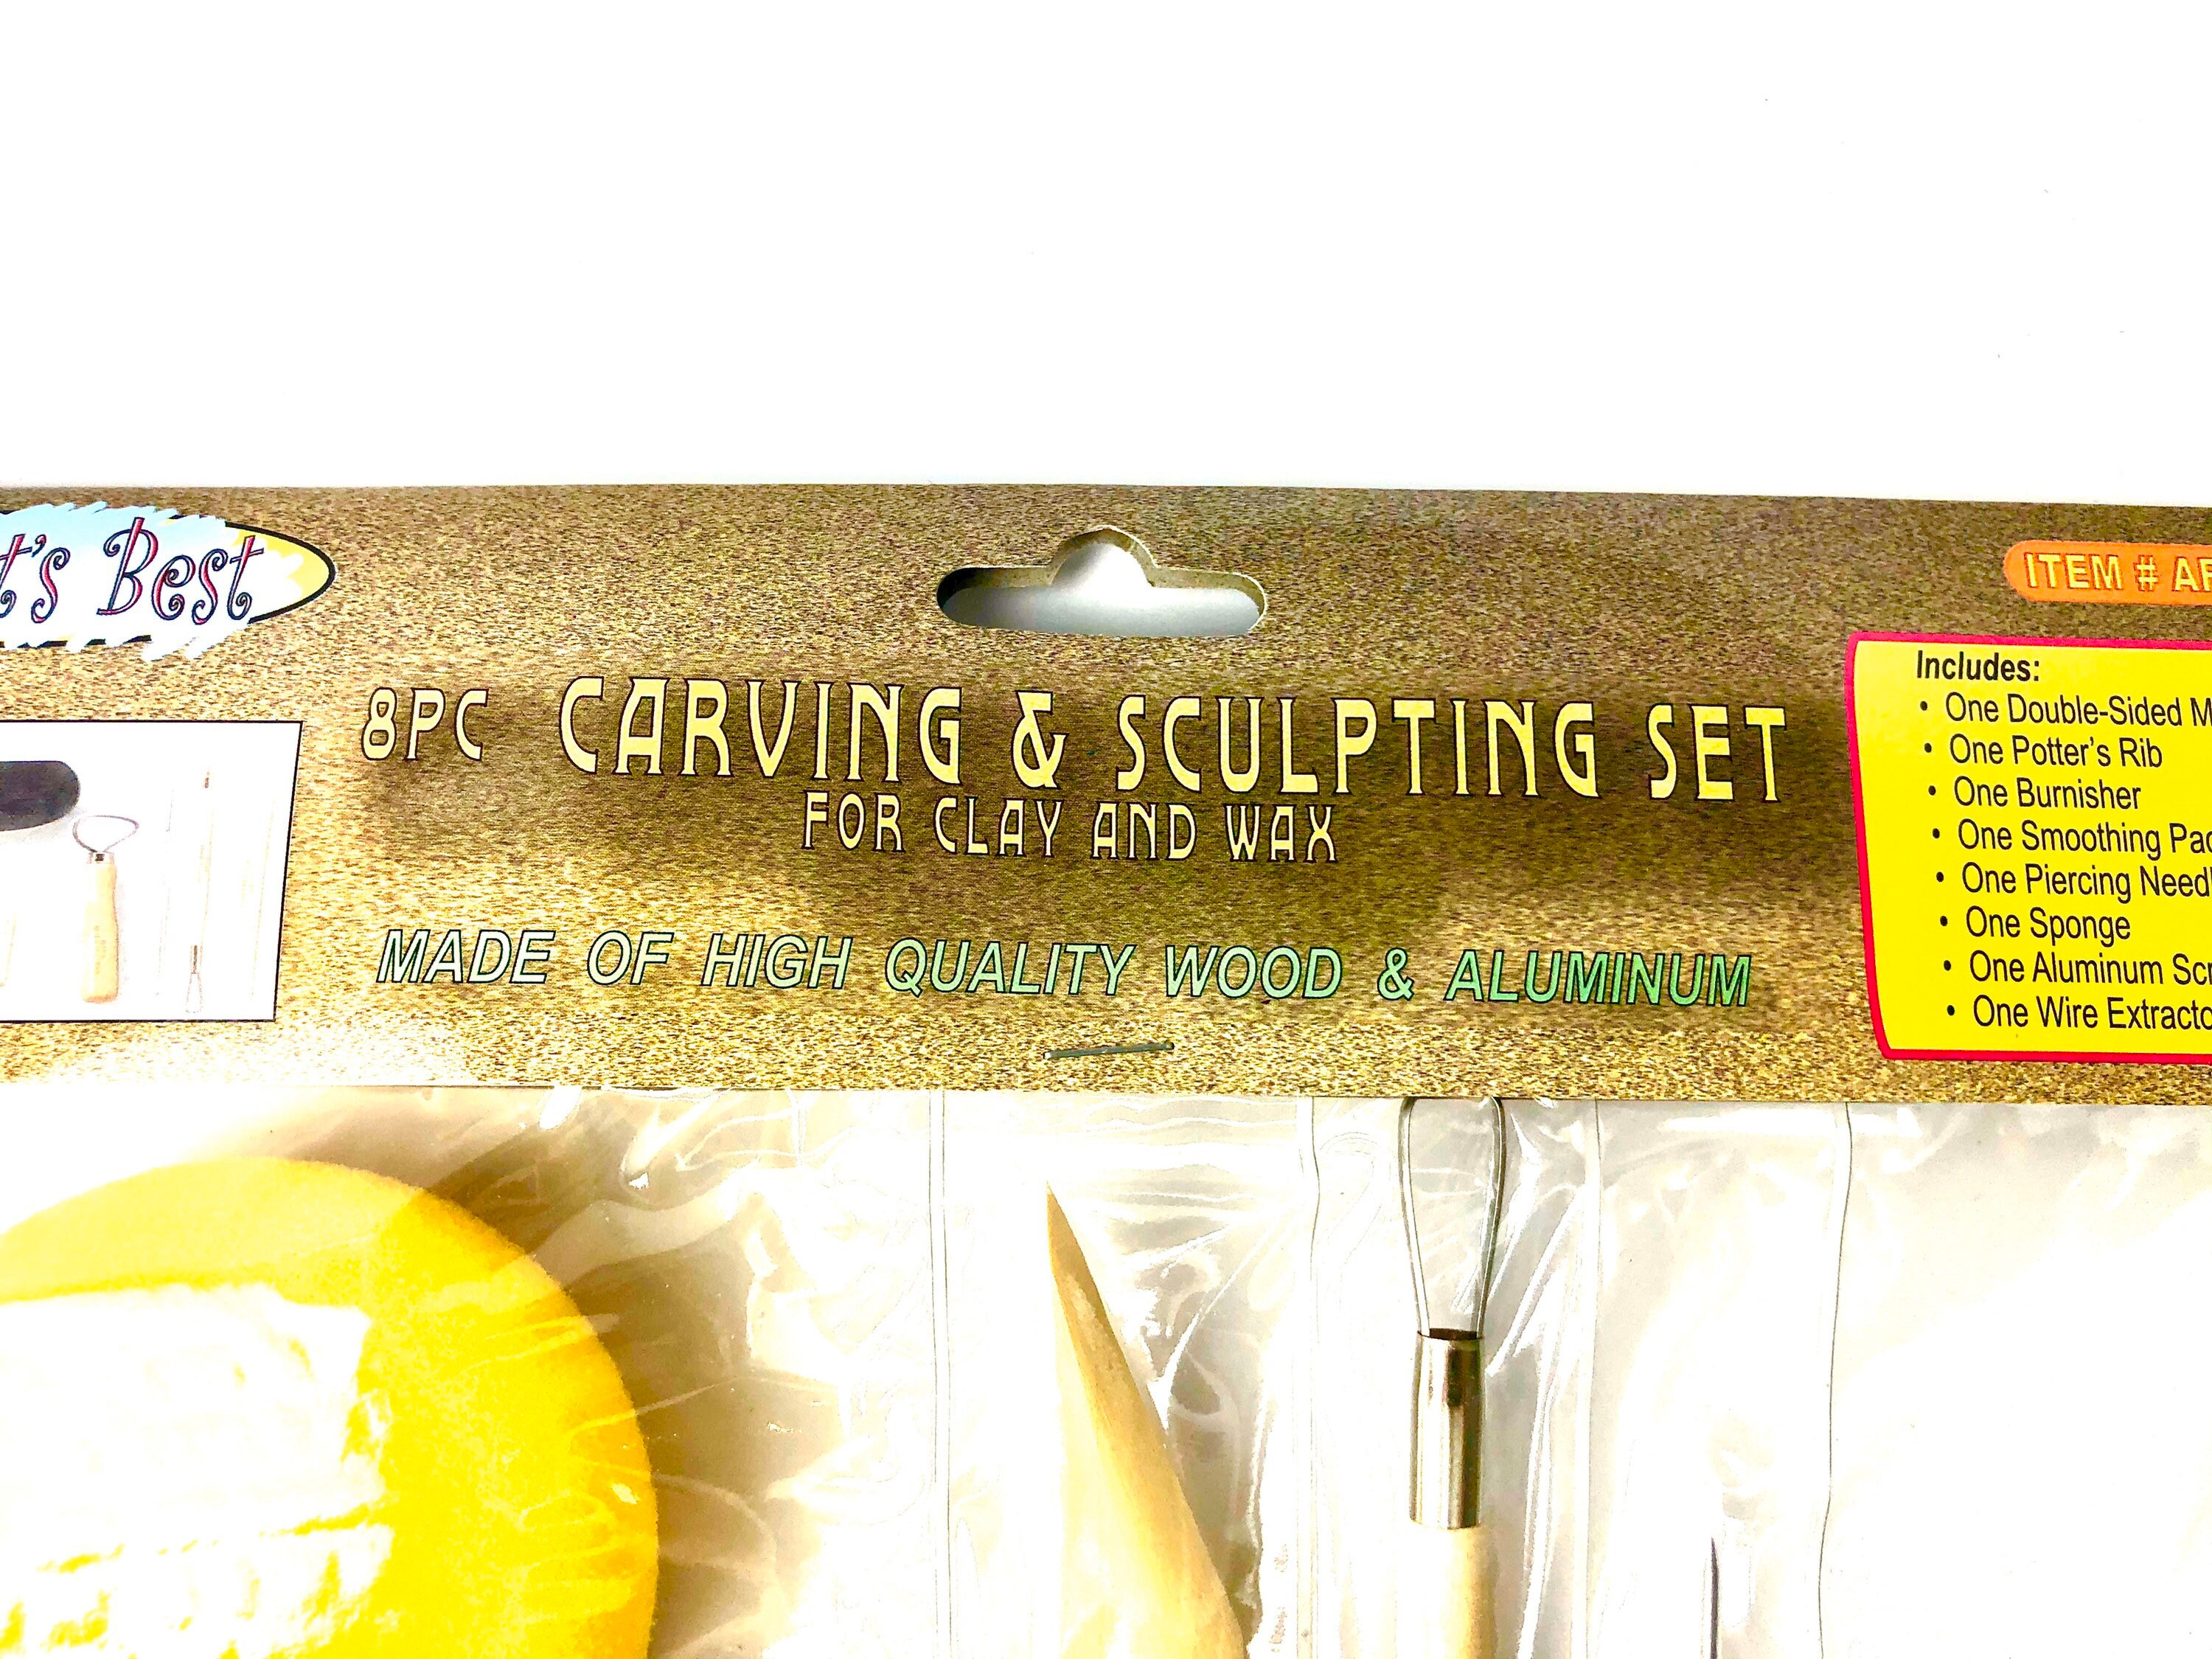 t's Best
ITEM #
8PC CARVING & SCULPTING SET
FOR CLAY AND WAX
MADE OF HIGH QUALITY WOOD & ALUMINUM
Includes:
• One Double-Sided
• One Potter's Rib
• One Burnisher
• One Smoothing
• One Piercing
• One Sponge
• One Aluminum
• One Wire